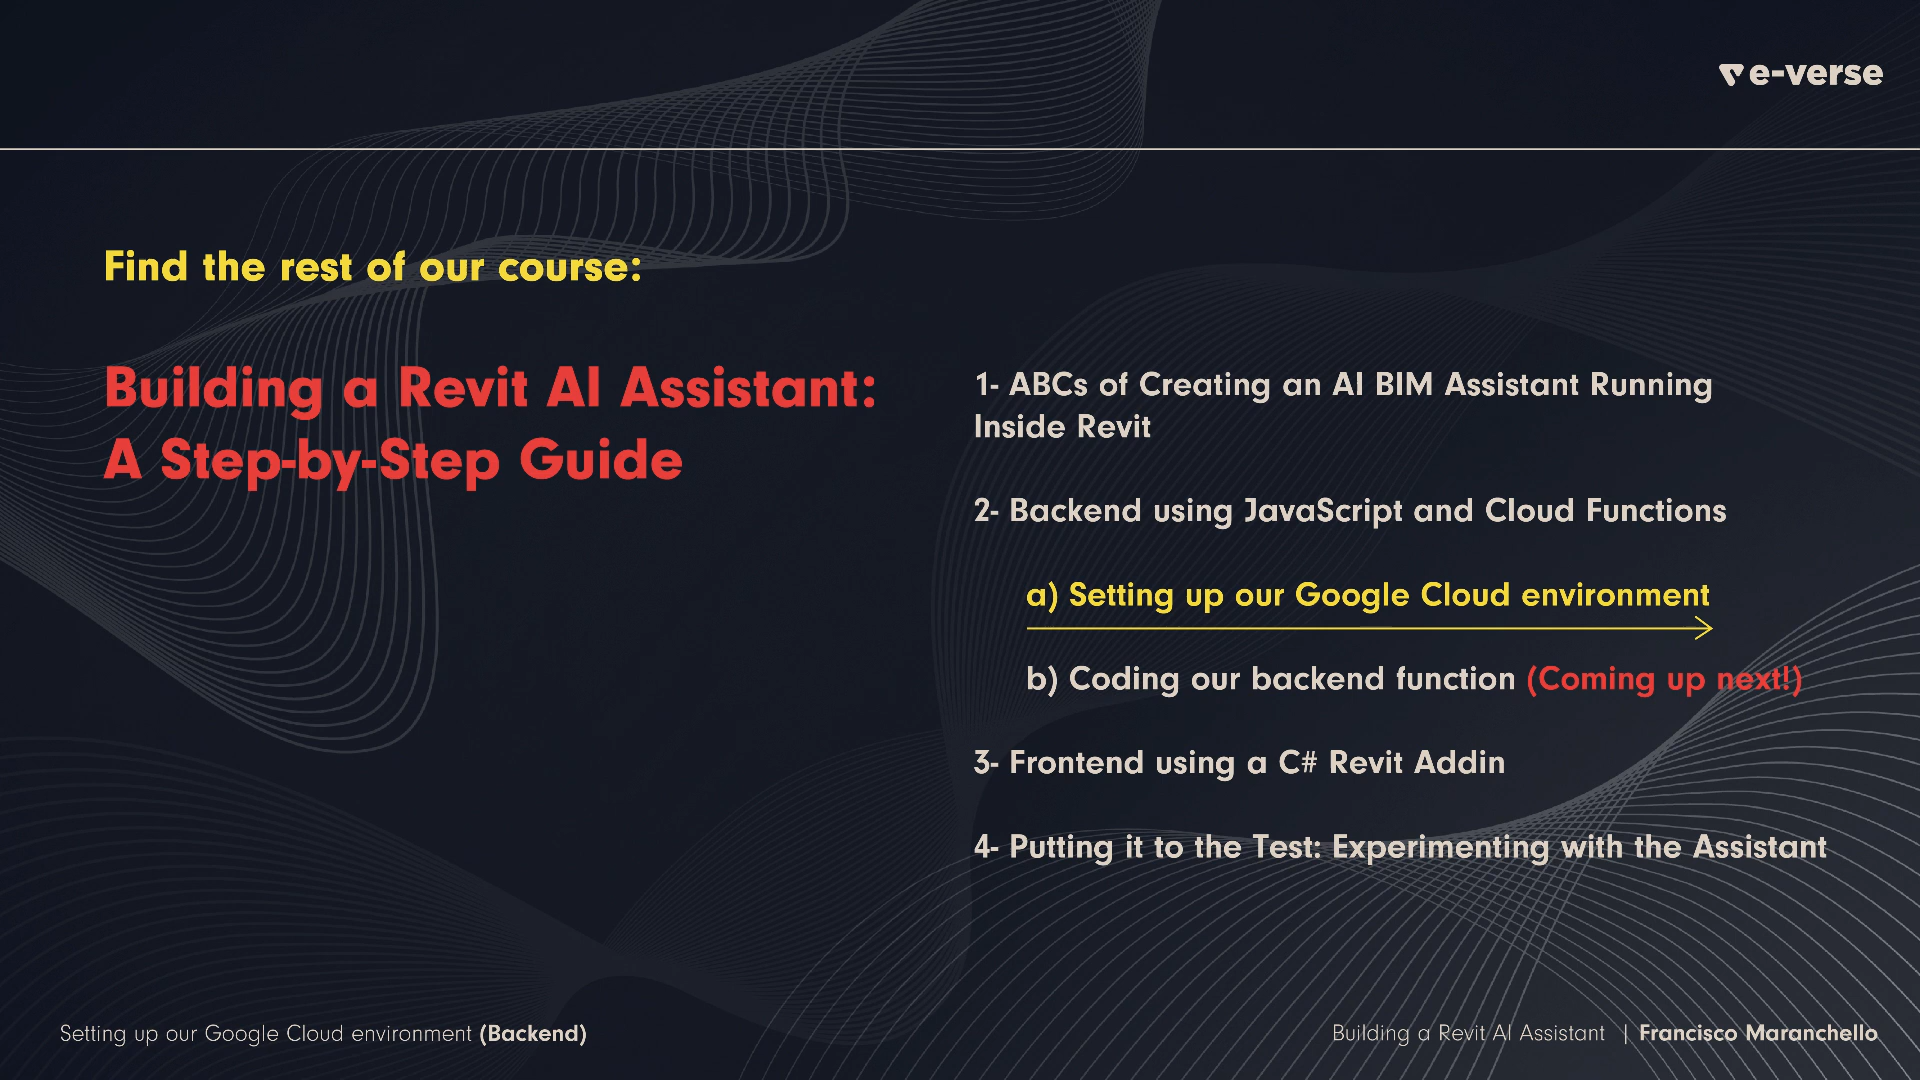 e-verse
Find the rest of our course:
Building a Revit AI Assistant:
A Step-by-Step Guide
1- ABCs of Creating an AI BIM Assistant Running
Inside Revit
2- Backend using JavaScript and Cloud Functions
a) Setting up our Google Cloud environment
b) Coding our backend function (Coming up next!)
3- Frontend using a C# Revit Addin
4- Putting it to the Test: Experimenting with the Assistant
Setting up our Google Cloud environment (Backend)
Building a Revit AI Assistant | Francisco Maranchello